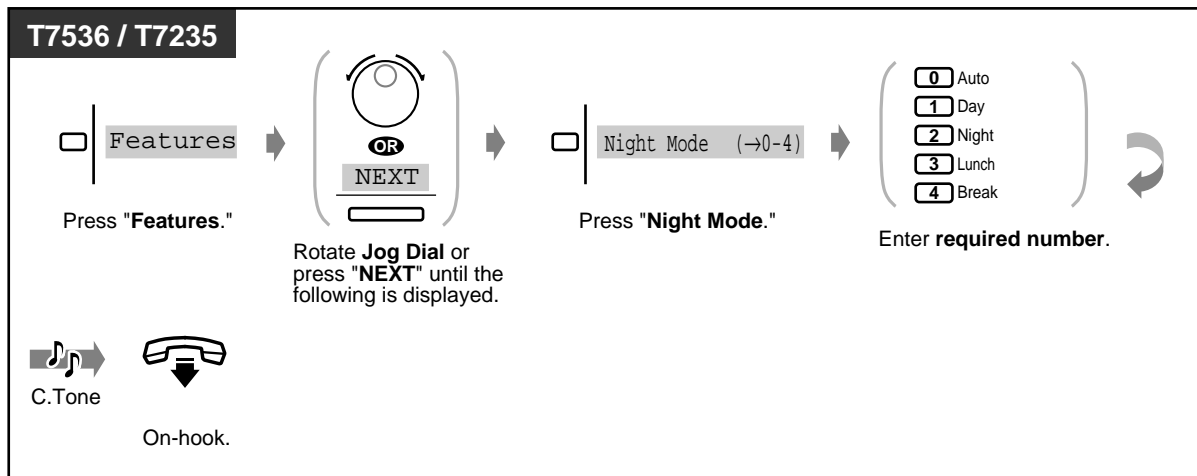 T7536 / T7235
Features
OR
NEXT
Night Mode (→0-4)
0 Auto
1 Day
2 Night
3 Lunch
4 Break
Press "Features."
Rotate Jog Dial or
press "NEXT" until the
following is displayed.
Press "Night Mode."
Enter required number.
C.Tone
On-hook.